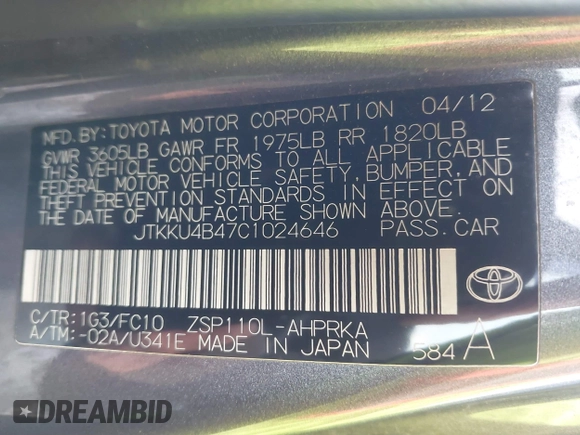 MFD. BY: TOYOTA MOTOR CORPORATION 04/12
GVWR 3605LB GAWR FR 1975LB RR 1820LB
THIS VEHICLE CONFORMS TO ALL APPLICABLE
FEDERAL MOTOR VEHICLE SAFETY, BUMPER, AND
THEFT PREVENTION STANDARDS IN EFFECT ON
THE DATE OF MANUFACTURE SHOWN ABOVE.
JTKKU4B47C1024646 PASS. CAR
C/TR: 1G3/FC10 ZSP110L-AHPRKA
A/TM: -02A/U341E MADE IN JAPAN 584 A
DREAMBID